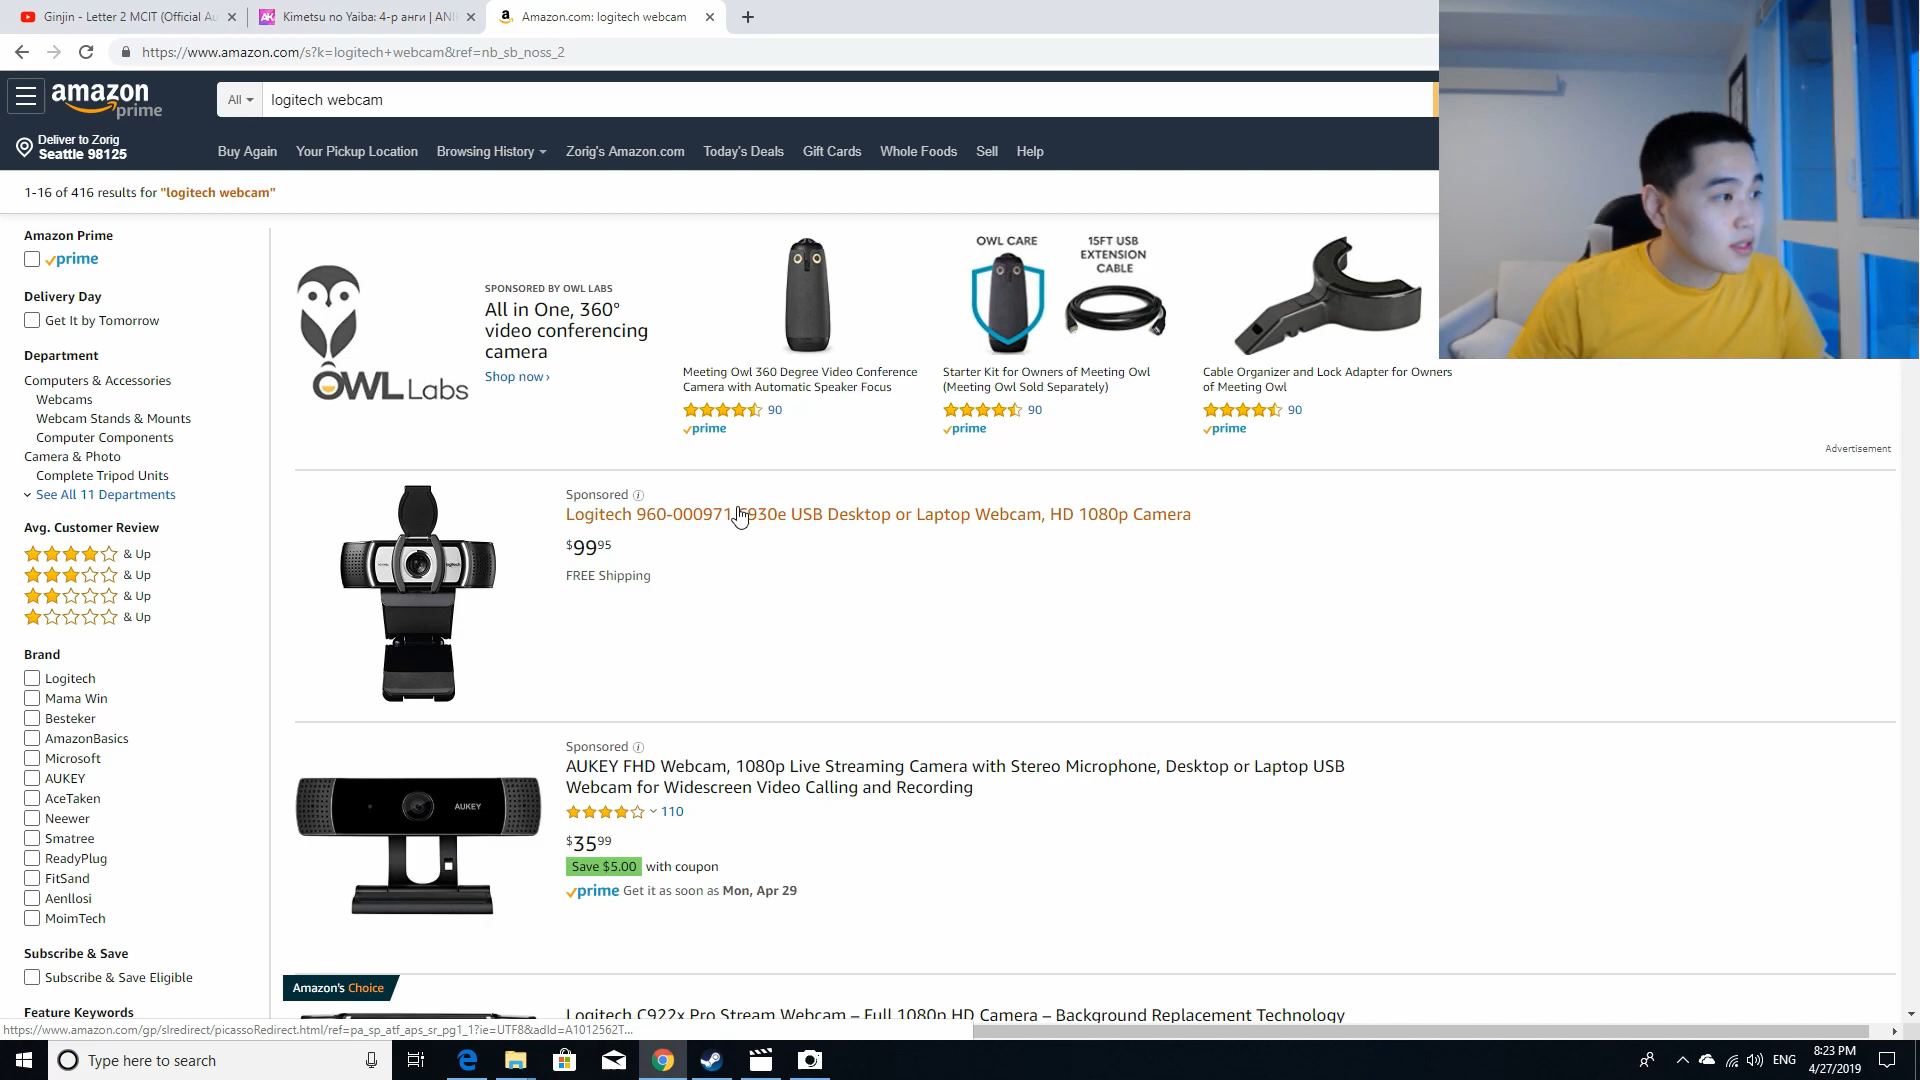 Ginjin - Letter 2 MCIT (Official Au
Kimetsu no Yaiba: 4-р анги | ANI
Amazon.com: logitech webcam
https://www.amazon.com/s?k=logitech+webcam&ref=nb_sb_noss_2
amazon prime
All
logitech webcam
Deliver to Zorig
Seattle 98125
Buy Again
Your Pickup Location
Browsing History
Zorig's Amazon.com
Today's Deals
Gift Cards
Whole Foods
Sell
Help
1-16 of 416 results for "logitech webcam"
Amazon Prime
prime
Delivery Day
Get It by Tomorrow
Department
Computers & Accessories
Webcams
Webcam Stands & Mounts
Computer Components
Camera & Photo
Complete Tripod Units
See All 11 Departments
Avg. Customer Review
& Up
& Up
& Up
& Up
Brand
Logitech
Mama Win
Besteker
AmazonBasics
Microsoft
AUKEY
AceTaken
Neewer
Smatree
ReadyPlug
FitSand
Aenllosi
MoimTech
Subscribe & Save
Subscribe & Save Eligible
Feature Keywords
OWL Labs
SPONSORED BY OWL LABS
All in One, 360°
video conferencing
camera
Shop now ›
Meeting Owl 360 Degree Video Conference
Camera with Automatic Speaker Focus
90
prime
OWL CARE
15FT USB
EXTENSION
CABLE
Starter Kit for Owners of Meeting Owl
(Meeting Owl Sold Separately)
90
prime
Cable Organizer and Lock Adapter for Owners
of Meeting Owl
90
prime
Advertisement
logitech
Sponsored
Logitech 960-000971 930e USB Desktop or Laptop Webcam, HD 1080p Camera
$99 95
FREE Shipping
AUKEY
Sponsored
AUKEY FHD Webcam, 1080p Live Streaming Camera with Stereo Microphone, Desktop or Laptop USB
Webcam for Widescreen Video Calling and Recording
110
$35 99
Save $5.00 with coupon
prime Get it as soon as Mon, Apr 29
Amazon's Choice
Logitech C922x Pro Stream Webcam – Full 1080p HD Camera – Background Replacement Technology
https://www.amazon.com/gp/slredirect/picassoRedirect.html/ref=pa_sp_atf_aps_sr_pg1_1?ie=UTF8&adId=A1012562T...
Type here to search
ENG
8:23 PM
4/27/2019